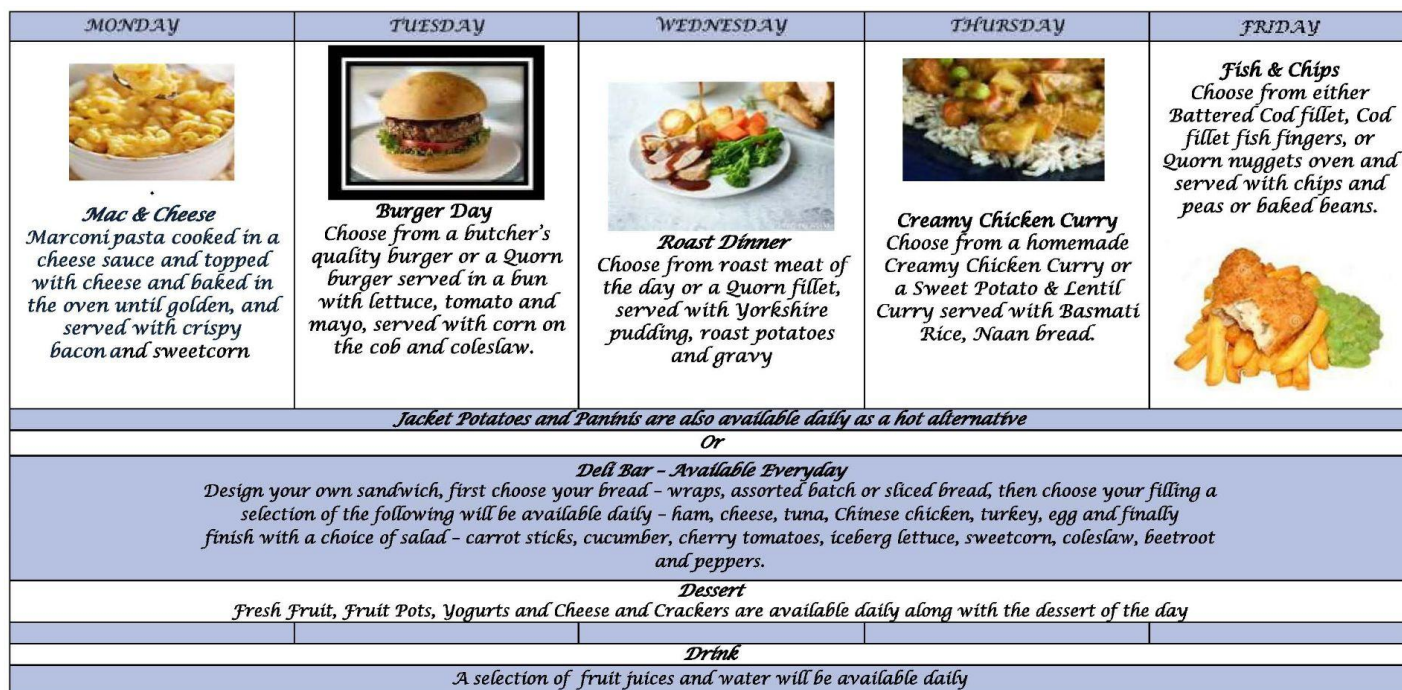 MONDAY
TUESDAY
WEDNESDAY
THURSDAY
FRIDAY
.
Mac & Cheese
Marconi pasta cooked in a
cheese sauce and topped
with cheese and baked in
the oven until golden, and
served with crispy
bacon and sweetcorn
Burger Day
Choose from a butcher's
quality burger or a Quorn
burger served in a bun
with lettuce, tomato and
mayo, served with corn on
the cob and coleslaw.
Roast Dinner
Choose from roast meat of
the day or a Quorn fillet,
served with Yorkshire
pudding, roast potatoes
and gravy
Creamy Chicken Curry
Choose from a homemade
Creamy Chicken Curry or
a Sweet Potato & Lentil
Curry served with Basmati
Rice, Naan bread.
Fish & Chips
Choose from either
Battered Cod fillet, Cod
fillet fish fingers, or
Quorn nuggets oven and
served with chips and
peas or baked beans.
Jacket Potatoes and Paninis are also available daily as a hot alternative
Or
Deli Bar – Available Everyday
Design your own sandwich, first choose your bread – wraps, assorted batch or sliced bread, then choose your filling a
selection of the following will be available daily – ham, cheese, tuna, Chinese chicken, turkey, egg and finally
finish with a choice of salad – carrot sticks, cucumber, cherry tomatoes, iceberg lettuce, sweetcorn, coleslaw, beetroot
and peppers.
Dessert
Fresh Fruit, Fruit Pots, Yogurts and Cheese and Crackers are available daily along with the dessert of the day
Drink
A selection of fruit juices and water will be available daily